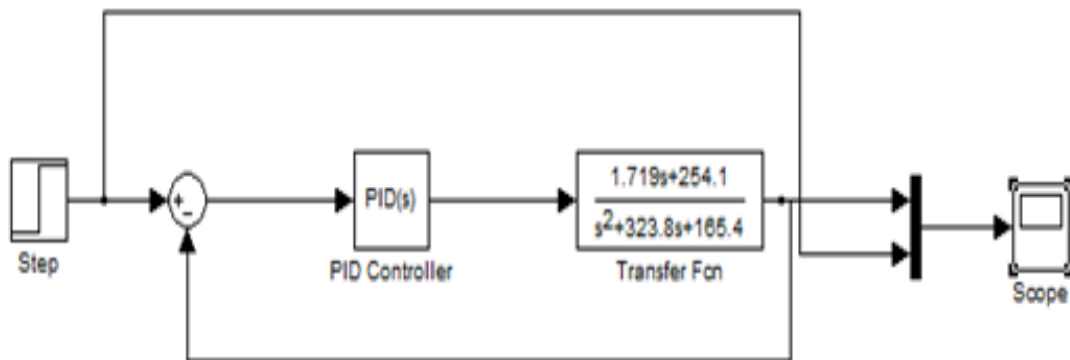 PID(s)
1.719s+254.1
s²+323.8s+165.4
Step
PID Controller
Transfer Fcn
Scope